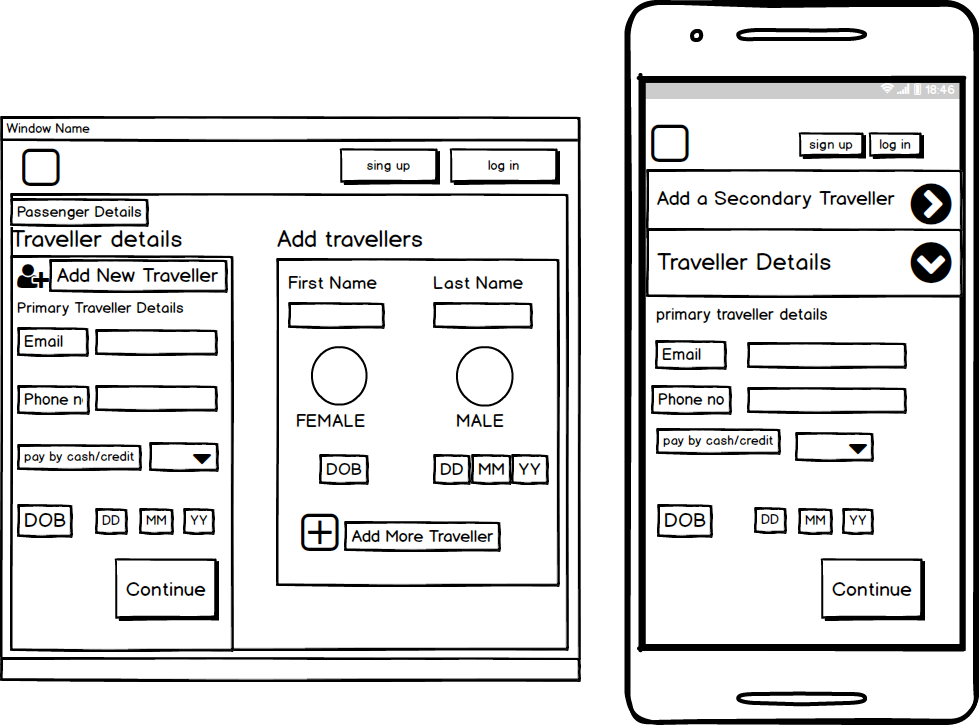 Window Name
sing up
log in
Passenger Details
Traveller details
Add New Traveller
Primary Traveller Details
Email
Phone n
pay by cash/credit
DOB
DD
MM
YY
Continue
Add travellers
First Name
Last Name
FEMALE
MALE
DOB
DD
MM
YY
Add More Traveller
18:46
sign up
log in
Add a Secondary Traveller
Traveller Details
primary traveller details
Email
Phone no
pay by cash/credit
DOB
DD
MM
YY
Continue